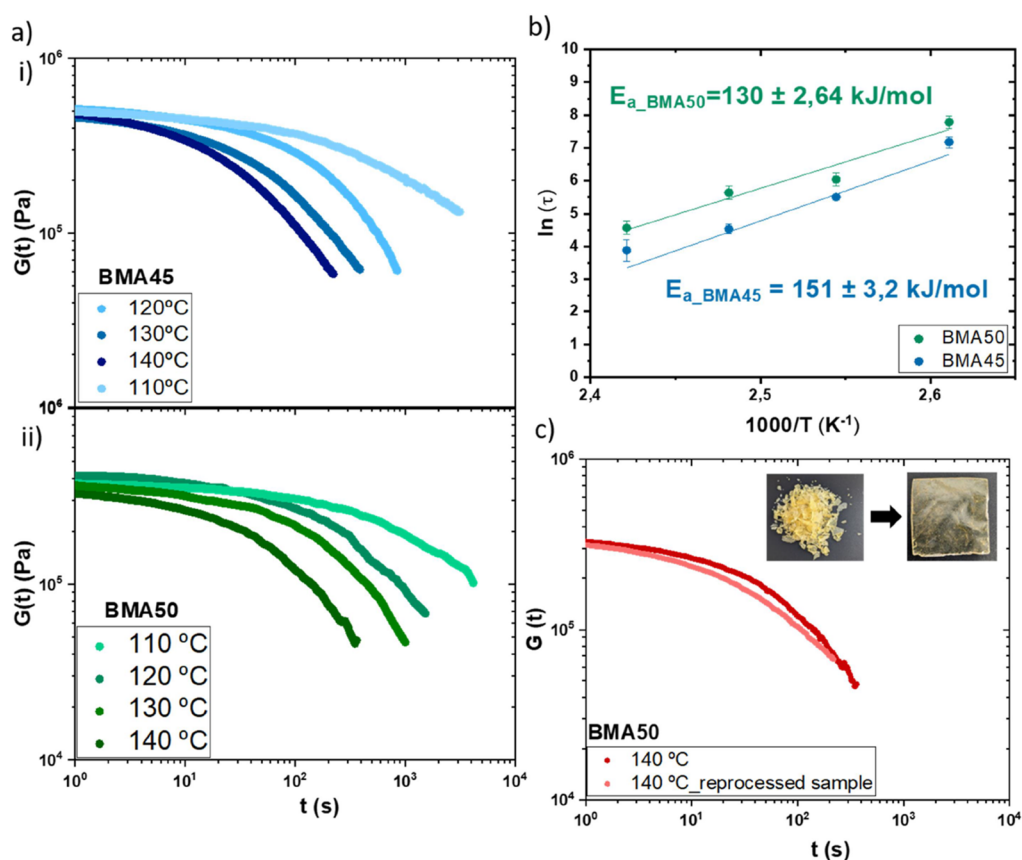 a)
i)
10⁶
10⁵
10⁶
G(t) (Pa)
BMA45
120ºC
130ºC
140ºC
110ºC
ii)
10⁵
10⁴
G(t) (Pa)
BMA50
110 ºC
120 ºC
130 ºC
140 ºC
10⁰ 10¹ 10² 10³ 10⁴
t (s)
b)
10
9
8
7
6
5
4
3
2
1
0
ln (τ)
Eₐ_BMA50=130 ± 2,64 kJ/mol
Eₐ_BMA45 = 151 ± 3,2 kJ/mol
BMA50
BMA45
2,4 2,5 2,6
1000/T (K⁻¹)
c)
10⁶
10⁵
10⁴
G (t)
BMA50
140 ºC
140 ºC_reprocessed sample
10⁰ 10¹ 10² 10³ 10⁴
t (s)